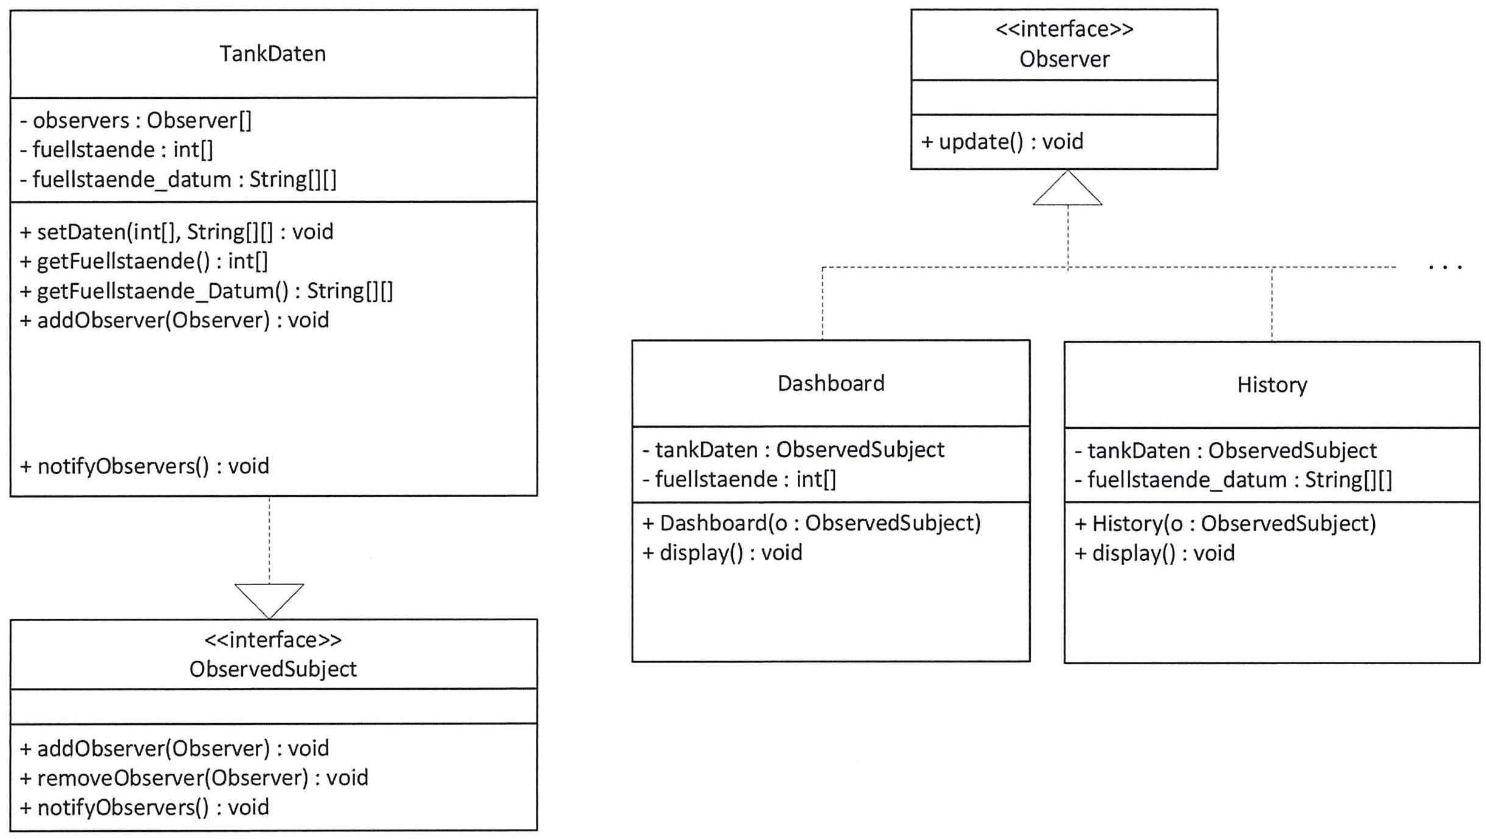 TankDaten
- observers : Observer[]
- fuellstaende : int[]
- fuellstaende_datum : String[][]
+ setDaten(int[], String[][] : void
+ getFuellstaende() : int[]
+ getFuellstaende_Datum() : String[][]
+ addObserver(Observer) : void
+ notifyObservers() : void
<<interface>>
ObservedSubject
+ addObserver(Observer) : void
+ removeObserver(Observer) : void
+ notifyObservers() : void
<<interface>>
Observer
+ update() : void
...
Dashboard
- tankDaten : ObservedSubject
- fuellstaende : int[]
+ Dashboard(o : ObservedSubject)
+ display() : void
History
- tankDaten : ObservedSubject
- fuellstaende_datum : String[][]
+ History(o : ObservedSubject)
+ display() : void